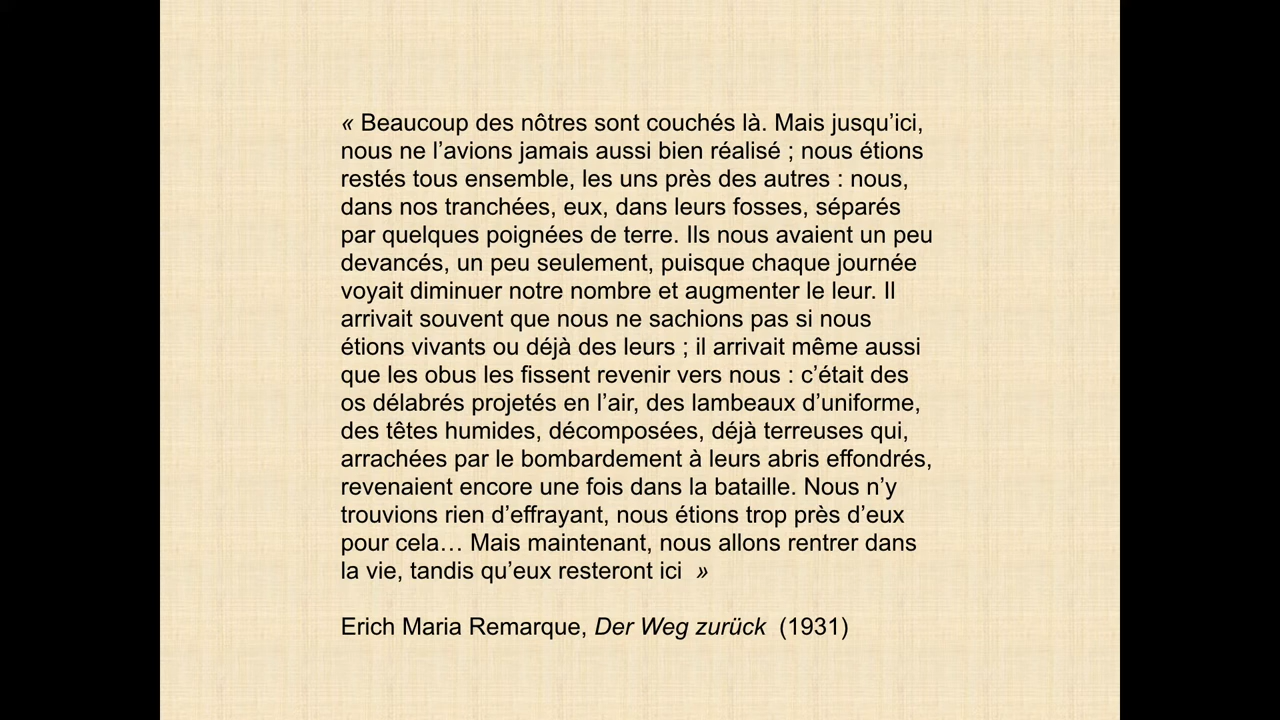 « Beaucoup des nôtres sont couchés là. Mais jusqu’ici,
nous ne l’avions jamais aussi bien réalisé ; nous étions
restés tous ensemble, les uns près des autres : nous,
dans nos tranchées, eux, dans leurs fosses, séparés
par quelques poignées de terre. Ils nous avaient un peu
devancés, un peu seulement, puisque chaque journée
voyait diminuer notre nombre et augmenter le leur. Il
arrivait souvent que nous ne sachions pas si nous
étions vivants ou déjà des leurs ; il arrivait même aussi
que les obus les fissent revenir vers nous : c’était des
os délabrés projetés en l’air, des lambeaux d’uniforme,
des têtes humides, décomposées, déjà terreuses qui,
arrachées par le bombardement à leurs abris effondrés,
revenaient encore une fois dans la bataille. Nous n’y
trouvions rien d’effrayant, nous étions trop près d’eux
pour cela… Mais maintenant, nous allons rentrer dans
la vie, tandis qu’eux resteront ici »
Erich Maria Remarque, Der Weg zurück (1931)